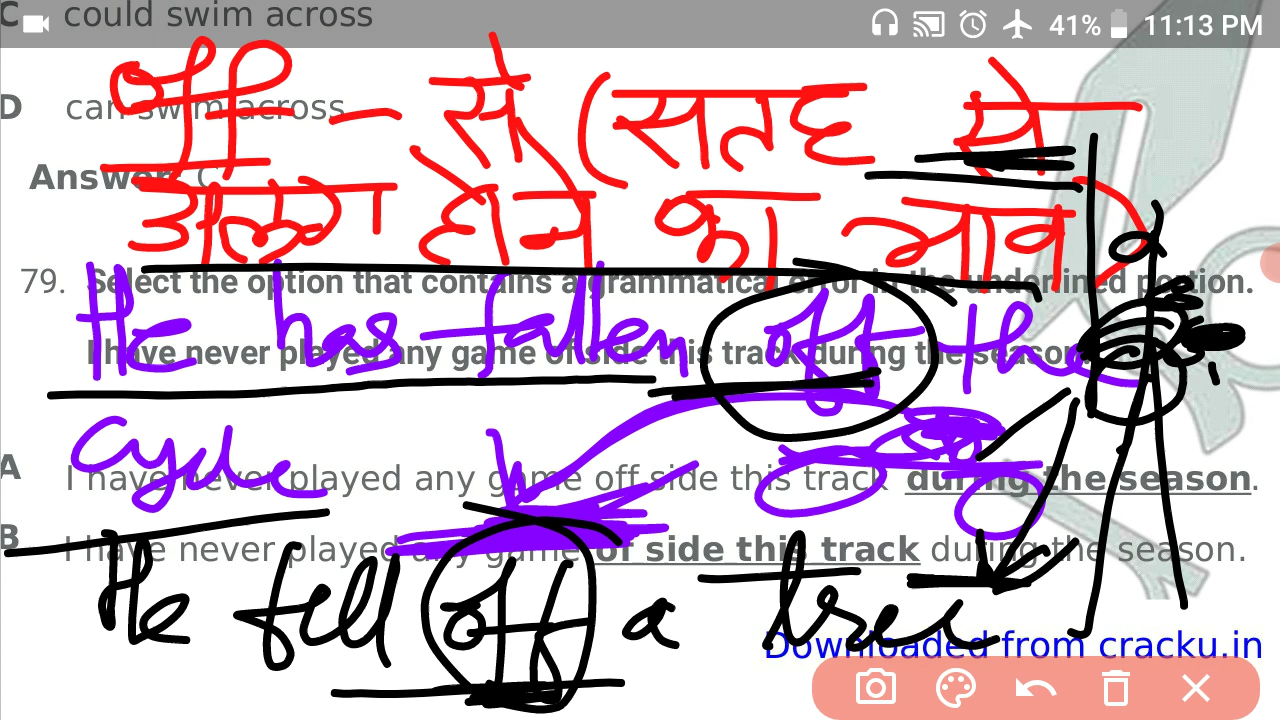 C could swim across
41% 11:13 PM
D can swim across
off - से (सतह से
Answer C
अलग होने का भाव)
79. Select the option that contains a grammatical error in the underlined portion.
He has fallen off the
I have never played any game of side this track during the season.
cycle
A I have never played any game off side this track during the season.
B I have never played any game of side this track during the season.
He fell off a tree
Downloaded from cracku.in